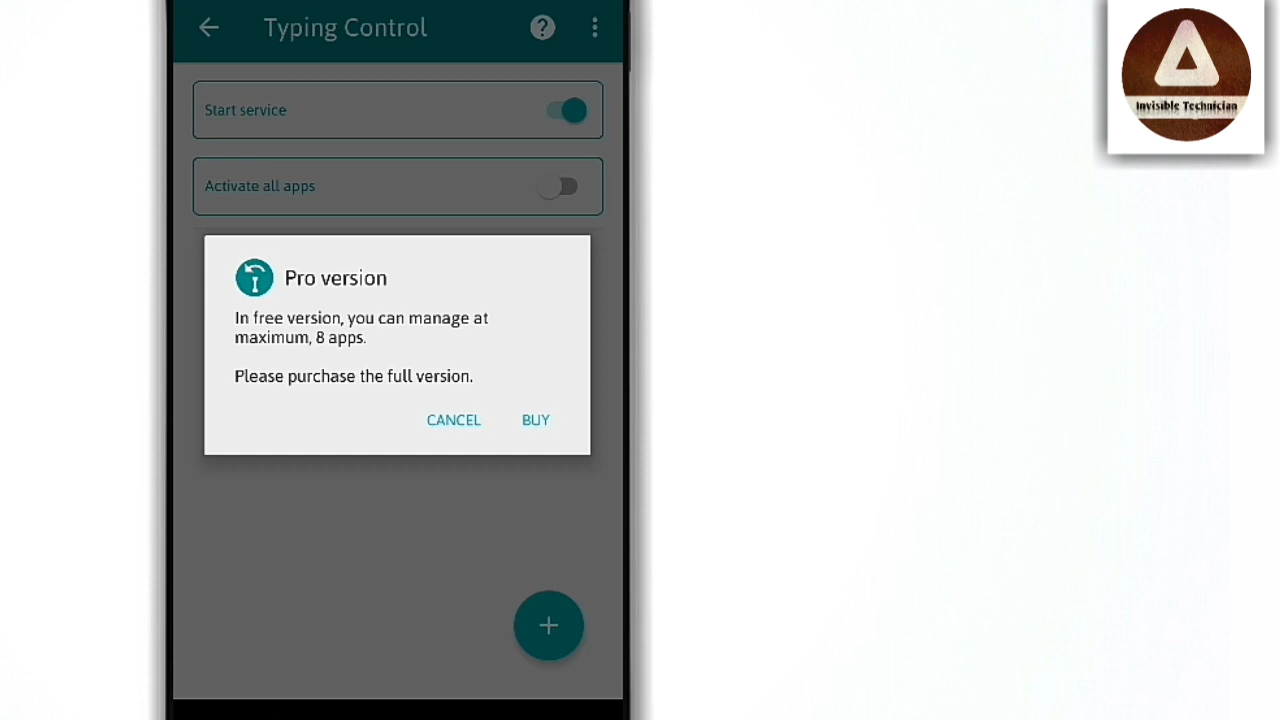 Typing Control
Start service
Activate all apps
Pro version
In free version, you can manage at
maximum, 8 apps.
Please purchase the full version.
CANCEL
BUY
Invisible Technician